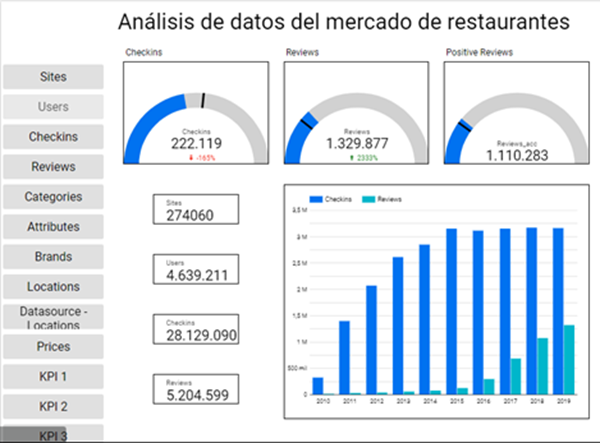 Análisis de datos del mercado de restaurantes
Sites
Users
Checkins
Reviews
Categories
Attributes
Brands
Locations
Datasource -
Locations
Prices
KPI 1
KPI 2
KPI 3
Checkins
Checkins
222.119
-165%
Reviews
Reviews
1.329.877
2333%
Positive Reviews
Reviews_acc
1.110.283
Sites
274060
Users
4.639.211
Checkins
28.129.090
Reviews
5.204.599
Checkins Reviews
3,5 M
3 M
2,5 M
2 M
1,5 M
1 M
500 mil
2010 2011 2012 2013 2014 2015 2016 2017 2018 2019